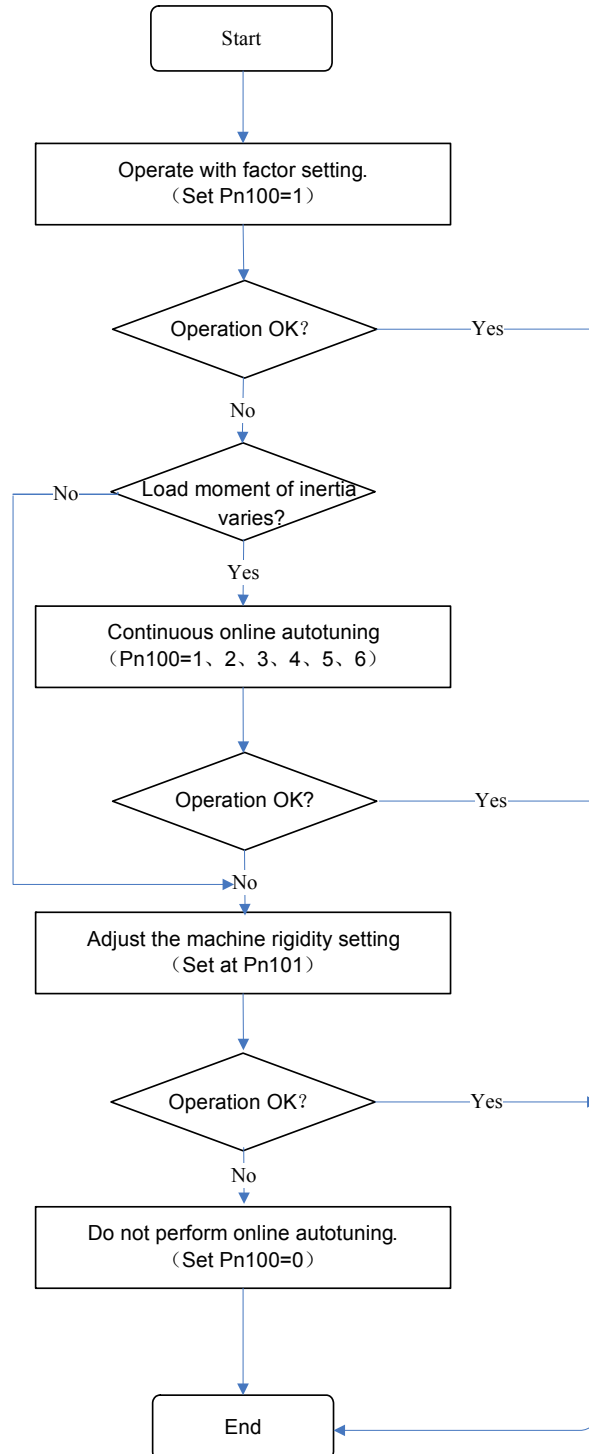 Start
Operate with factor setting.
（Set Pn100=1）
Operation OK?
Yes
No
Load moment of inertia
varies?
No
Yes
Continuous online autotuning
（Pn100=1、2、3、4、5、6）
Operation OK?
Yes
No
Adjust the machine rigidity setting
（Set at Pn101）
Operation OK?
Yes
No
Do not perform online autotuning.
（Set Pn100=0）
End